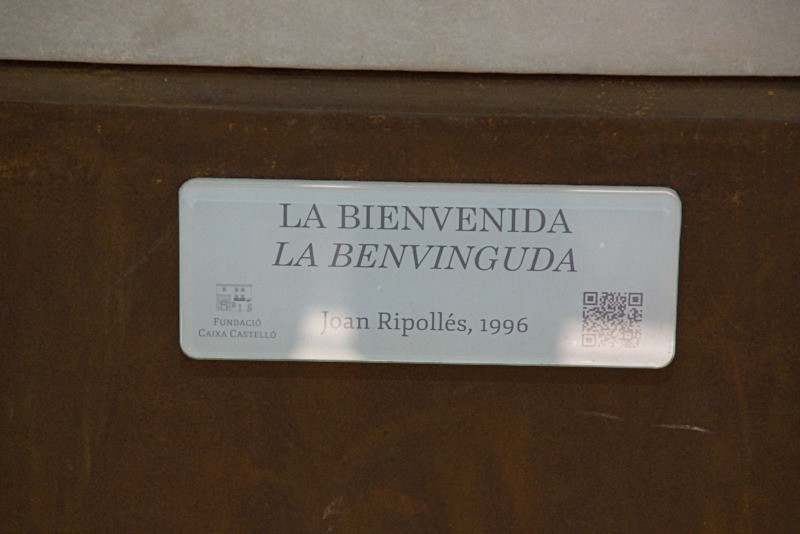 LA BIENVENIDA
LA BENVINGUDA
Joan Ripollés, 1996
FUNDACIÓ
CAIXA CASTELLÓ